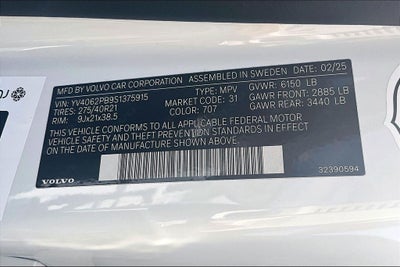 MFD BY VOLVO CAR CORPORATION ASSEMBLED IN SWEDEN 02/25
VIN: YV4062PB9S1375915 TYPE: MPV GVWR: 6150 LB
TIRES: 275/40R21 MARKET CODE: 31 GAWR FRONT: 2885 LB
RIM: 9Jx21x38.5 COLOR: 707 GAWR REAR: 3440 LB
THIS VEHICLE CONFORMS TO ALL APPLICABLE FEDERAL MOTOR
VEHICLE SAFETY AND THEFT PREVENTION STANDARDS IN EFFECT
ON THE DATE OF MANUFACTURE SHOWN ABOVE.
VOLVO 32390594